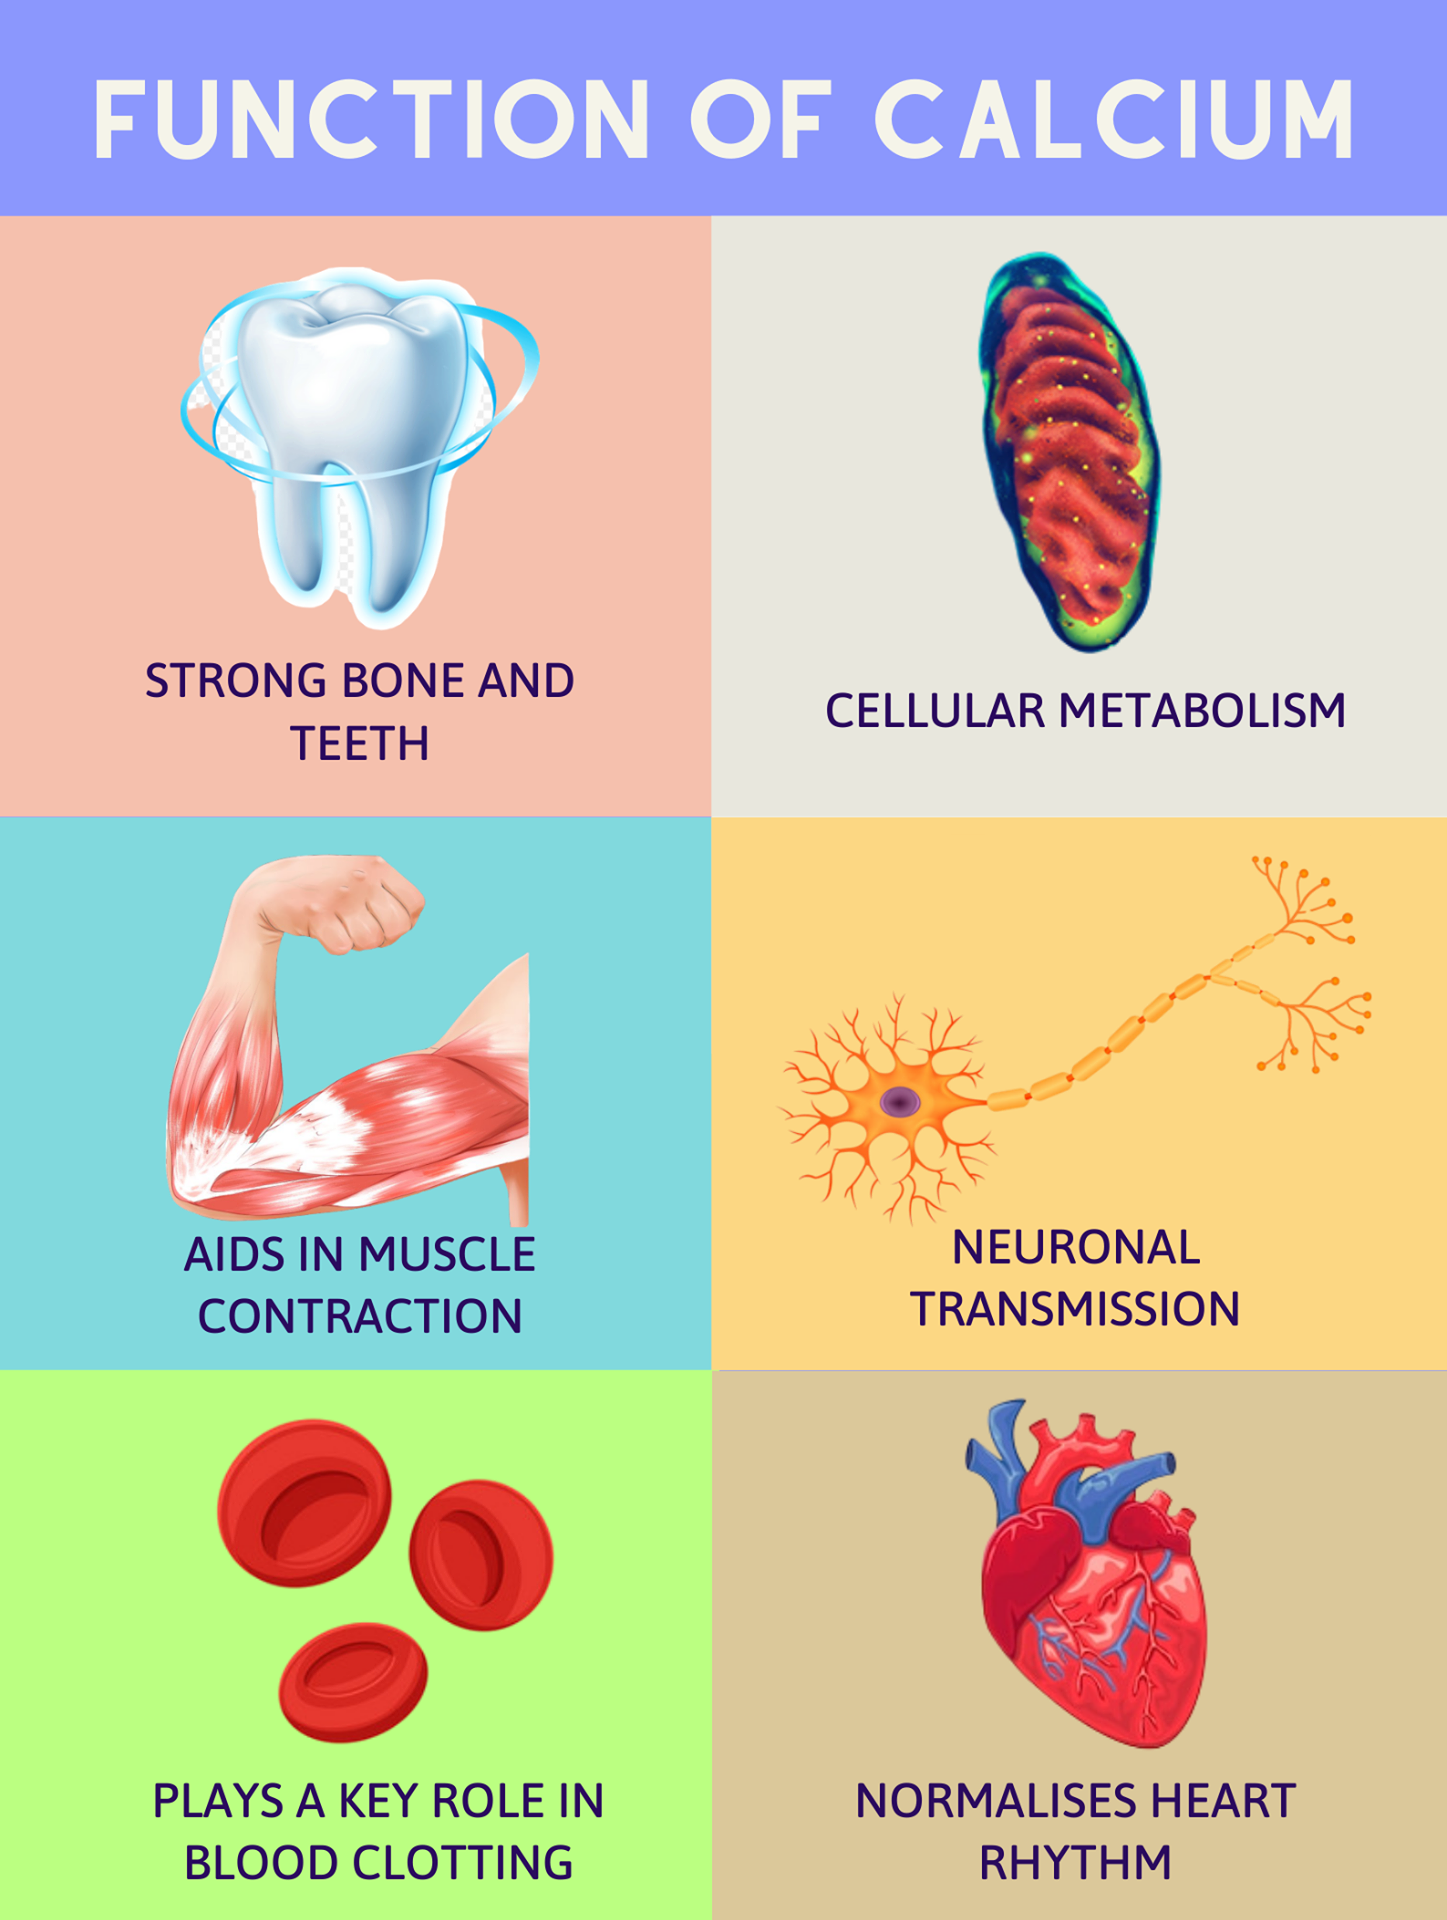 FUNCTION OF CALCIUM
STRONG BONE AND
TEETH
CELLULAR METABOLISM
AIDS IN MUSCLE
CONTRACTION
NEURONAL
TRANSMISSION
PLAYS A KEY ROLE IN
BLOOD CLOTTING
NORMALISES HEART
RHYTHM